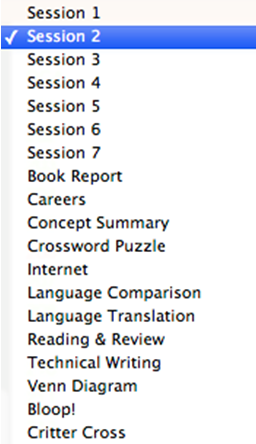 Session 1
✓ Session 2
Session 3
Session 4
Session 5
Session 6
Session 7
Book Report
Careers
Concept Summary
Crossword Puzzle
Internet
Language Comparison
Language Translation
Reading & Review
Technical Writing
Venn Diagram
Bloop!
Critter Cross